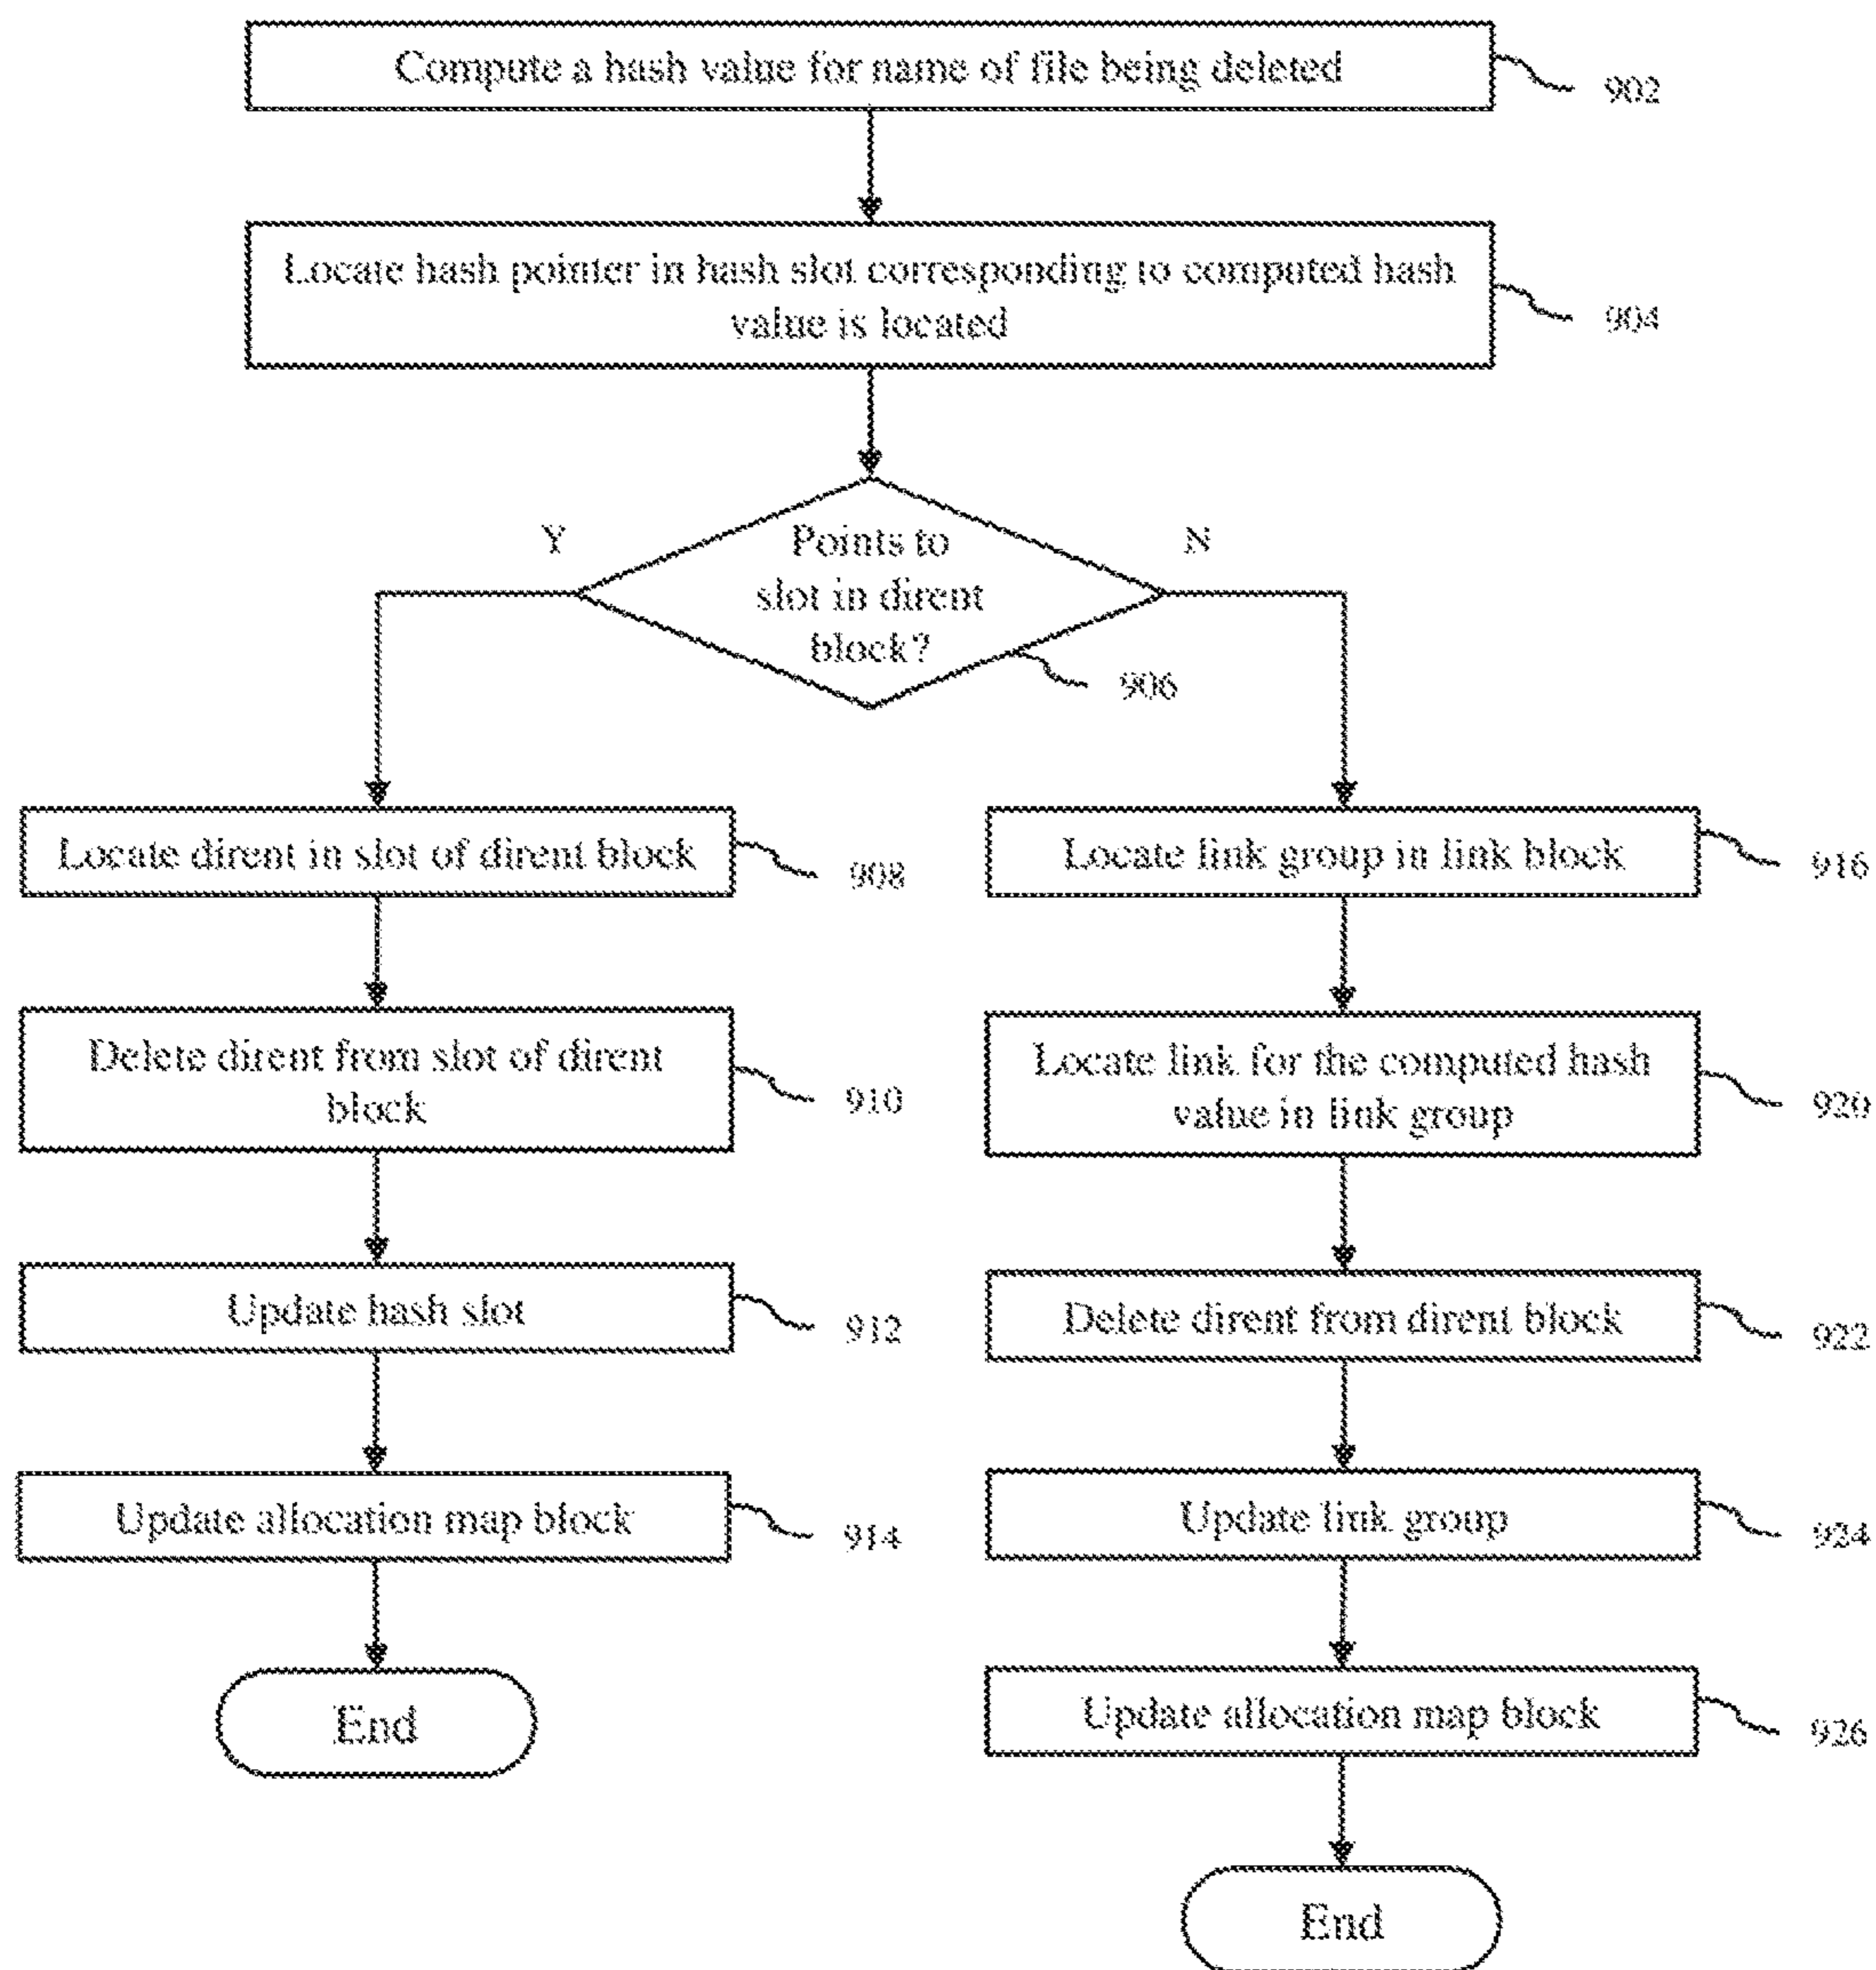 Compute a hash value for name of file being deleted
902
Locate hash pointer in hash slot corresponding to computed hash
value is located
904
Points to
slot in dirent
block?
Y
N
906
Locate dirent in slot of dirent block
908
Delete dirent from slot of dirent
block
910
Update hash slot
912
Update allocation map block
914
End
Locate link group in link block
916
Locate link for the computed hash
value in link group
920
Delete dirent from dirent block
922
Update link group
924
Update allocation map block
926
End